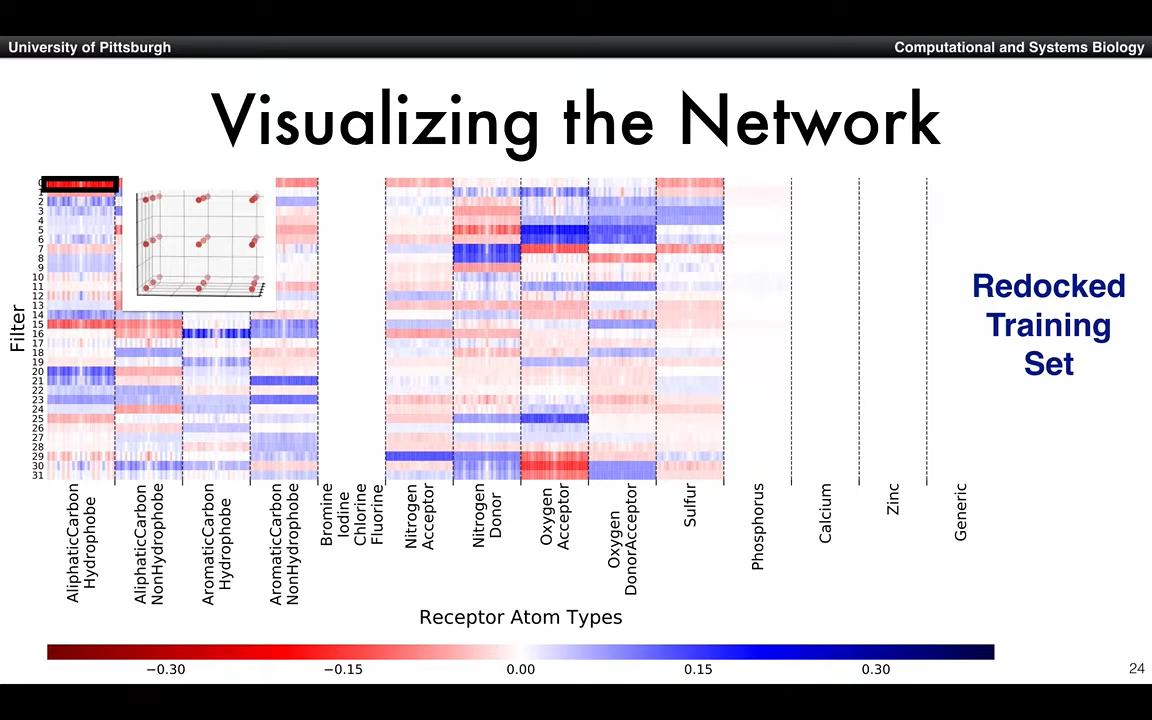 University of Pittsburgh
Computational and Systems Biology
Visualizing the Network
Filter
0
1
2
3
4
5
6
7
8
9
10
11
12
13
14
15
16
17
18
19
20
21
22
23
24
25
26
27
28
29
30
31
Redocked
Training
Set
AliphaticCarbon
Hydrophobe
AliphaticCarbon
NonHydrophobe
AromaticCarbon
Hydrophobe
AromaticCarbon
NonHydrophobe
Bromine
Iodine
Chlorine
Fluorine
Nitrogen
Acceptor
Nitrogen
Donor
Oxygen
Acceptor
Oxygen
DonorAcceptor
Sulfur
Phosphorus
Calcium
Zinc
Generic
Receptor Atom Types
−0.30 −0.15 0.00 0.15 0.30
24